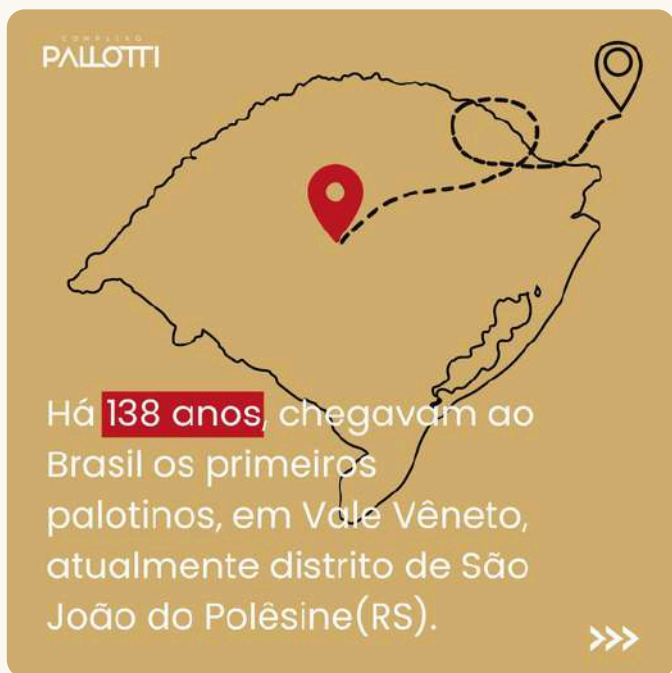 COMPLEXO
PALLOTTI
Há 138 anos, chegavam ao
Brasil os primeiros
palotinos, em Vale Vêneto,
atualmente distrito de São
João do Polêsine(RS).
>>>